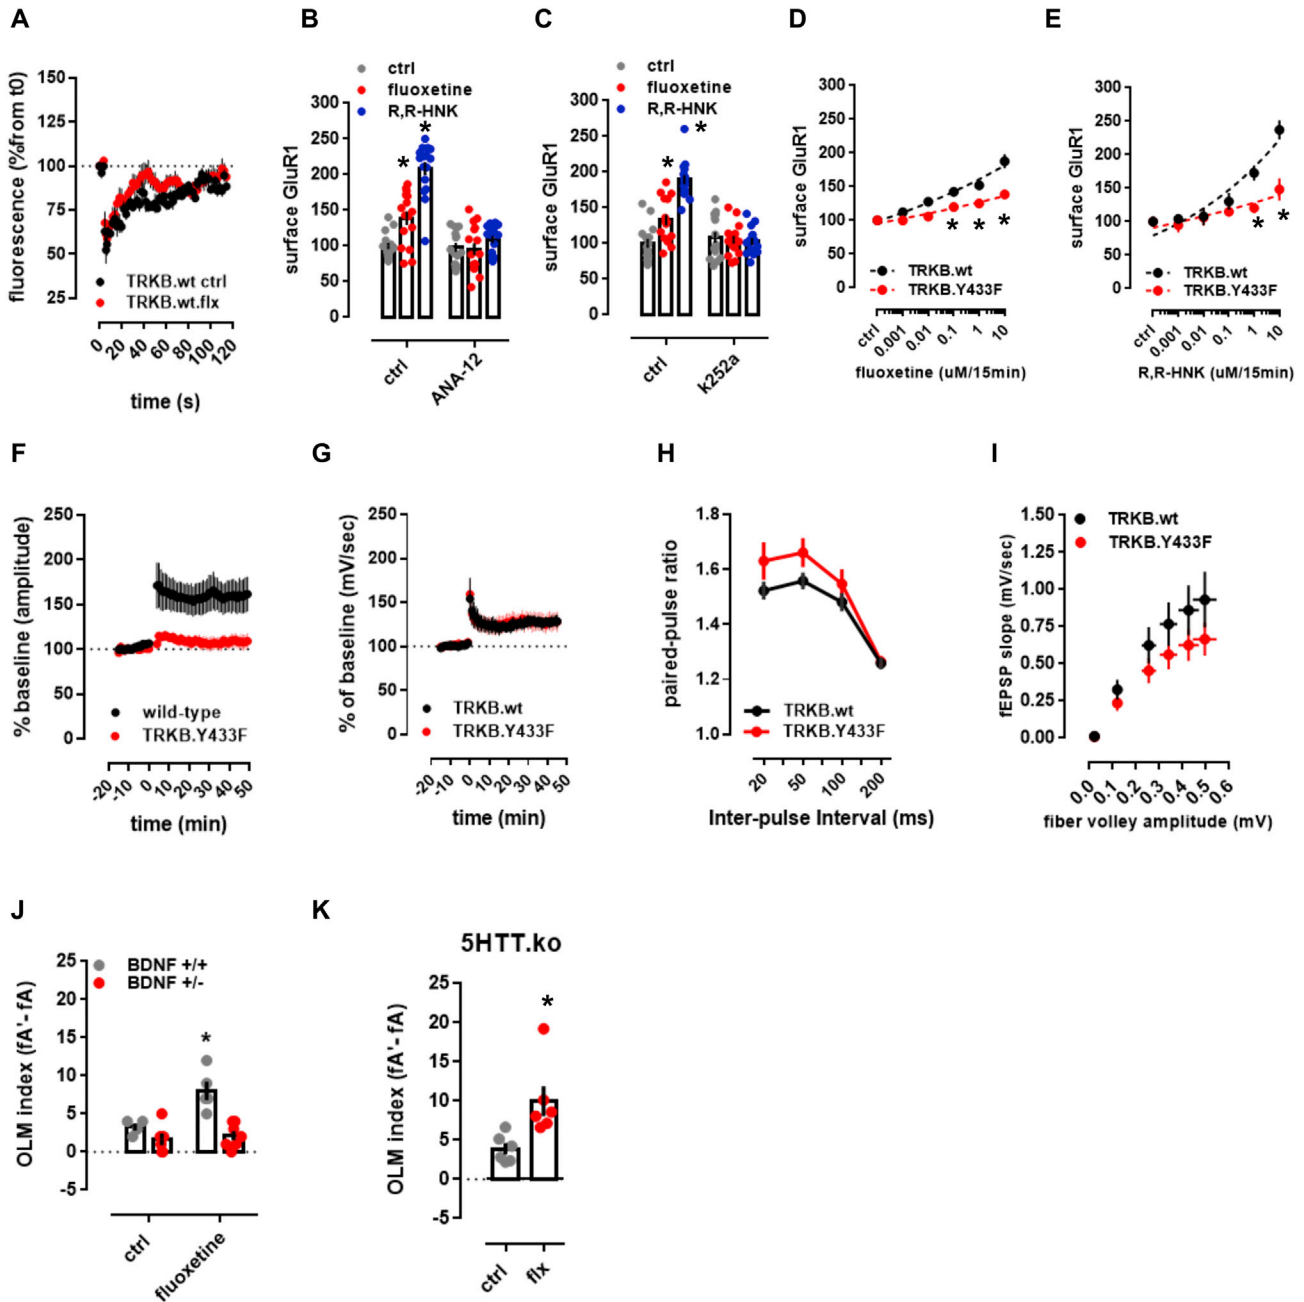 A
fluorescence (%from t0)
150
125
100
75
50
25
TRKB.wt ctrl
TRKB.wt.flx
0
20
40
60
80
100
120
time (s)
B
ctrl
fluoxetine
R,R-HNK
surface GluR1
300
250
200
150
100
50
0
*
*
ctrl
ANA-12
C
ctrl
fluoxetine
R,R-HNK
surface GluR1
300
250
200
150
100
50
0
*
*
ctrl
k252a
D
surface GluR1
300
250
200
150
100
50
0
TRKB.wt
TRKB.Y433F
* * *
ctrl
0.001
0.01
0.1
1
10
fluoxetine (uM/15min)
E
surface GluR1
300
250
200
150
100
50
0
TRKB.wt
TRKB.Y433F
* *
ctrl
0.001
0.01
0.1
1
10
R,R-HNK (uM/15min)
F
% baseline (amplitude)
250
200
150
100
50
0
wild-type
TRKB.Y433F
-20
-10
0
10
20
30
40
50
time (min)
G
% of baseline (mV/sec)
250
200
150
100
50
0
TRKB.wt
TRKB.Y433F
-20
-10
0
10
20
30
40
50
time (min)
H
paired-pulse ratio
1.8
1.6
1.4
1.2
1.0
TRKB.wt
TRKB.Y433F
20
50
100
200
Inter-pulse Interval (ms)
I
fEPSP slope (mV/sec)
1.50
1.25
1.00
0.75
0.50
0.25
0.00
TRKB.wt
TRKB.Y433F
0.0
0.1
0.2
0.3
0.4
0.5
0.6
fiber volley amplitude (mV)
J
OLM index (fA'- fA)
25
20
15
10
5
0
-5
BDNF +/+
BDNF +/-
*
ctrl
fluoxetine
K
5HTT.ko
OLM index (fA'- fA)
25
20
15
10
5
0
-5
*
ctrl
flx